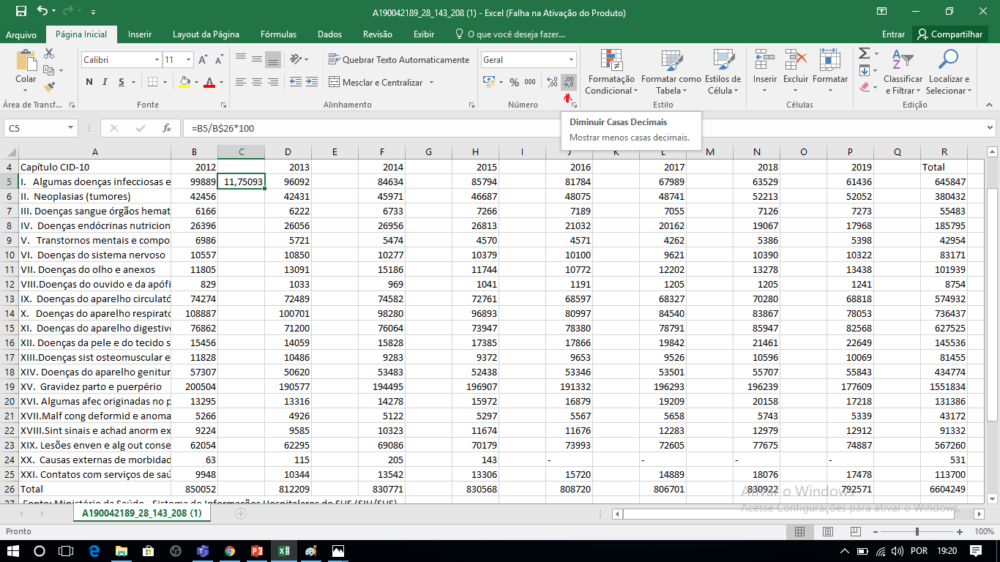 A190042189_28_143_208 (1) - Excel (Falha na Ativação do Produto)
Arquivo Página Inicial Inserir Layout da Página Fórmulas Dados Revisão Exibir O que você deseja fazer... Entrar Compartilhar
Colar
Área de Transf...
Calibri 11
N I S
Fonte
Quebrar Texto Automaticamente
Mesclar e Centralizar
Alinhamento
Geral
% 000
Número
Formatação Condicional
Formatar como Tabela
Estilos de Célula
Estilo
Inserir Excluir Formatar
Células
Classificar e Filtrar
Localizar e Selecionar
Edição
Diminuir Casas Decimais
Mostrar menos casas decimais.
C5 fx =B5/B$26*100
A B C D E F G H I J K L M N O P Q R
4 Capítulo CID-10 2012 2013 2014 2015 2016 2017 2018 2019 Total
5 I. Algumas doenças infecciosas e 99889 11,75093 96092 84634 85794 81784 67989 63529 61436 645847
6 II. Neoplasias (tumores) 42456 42431 45971 46687 48075 48741 52213 52052 380432
7 III. Doenças sangue órgãos hemat 6166 6222 6733 7266 7189 7055 7126 7273 55483
8 IV. Doenças endócrinas nutricion 26396 26056 26956 26813 21032 20162 19067 17968 185795
9 V. Transtornos mentais e compo 6986 5721 5474 4570 4571 4262 5386 5398 42954
10 VI. Doenças do sistema nervoso 10557 10850 10277 10379 10100 9621 10390 10322 83171
11 VII. Doenças do olho e anexos 11805 13091 15186 11744 10772 12202 13278 13438 101939
12 VIII.Doenças do ouvido e da apófi 829 1033 969 1041 1191 1205 1205 1241 8754
13 IX. Doenças do aparelho circulató 74274 72489 74582 72761 68597 68327 70280 68818 574932
14 X. Doenças do aparelho respirató 108887 100701 98280 96893 80997 84540 83867 78053 736437
15 XI. Doenças do aparelho digestivo 76862 71200 76064 73947 78380 78791 85947 82568 627525
16 XII. Doenças da pele e do tecido s 15456 14059 15828 17385 17866 19842 21461 22649 145536
17 XIII.Doenças sist osteomuscular e 11828 10486 9283 9372 9653 9526 10596 10069 81455
18 XIV. Doenças do aparelho genitur 57307 50620 53483 52438 53346 53501 55707 55843 434774
19 XV. Gravidez parto e puerpério 200504 190577 194495 196907 191332 196293 196239 177609 1551834
20 XVI. Algumas afec originadas no p 13295 13316 14278 15972 16879 19209 20158 17218 131386
21 XVII.Malf cong deformid e anoma 5266 4926 5122 5297 5567 5658 5743 5339 43172
22 XVIII.Sint sinais e achad anorm ex 9224 9585 10323 11674 11676 12283 12979 12912 91332
23 XIX. Lesões enven e alg out conse 62054 62295 69086 70179 73993 72605 77675 74887 567260
24 XX. Causas externas de morbidad 63 115 205 143 - - - - 531
25 XXI. Contatos com serviços de saú 9948 10344 13542 13306 15720 14889 18076 17478 113700
26 Total 850052 812209 830771 830568 808720 806701 830922 792571 6604249
27 Fonte: Ministério da Saúde - Sistema de Informações Hospitalares do SUS (SIH/SUS)
Ativar o Windows
Acesse Configurações para ativar o Windows.
A190042189_28_143_208 (1)
Pronto 100%
POR 19:20